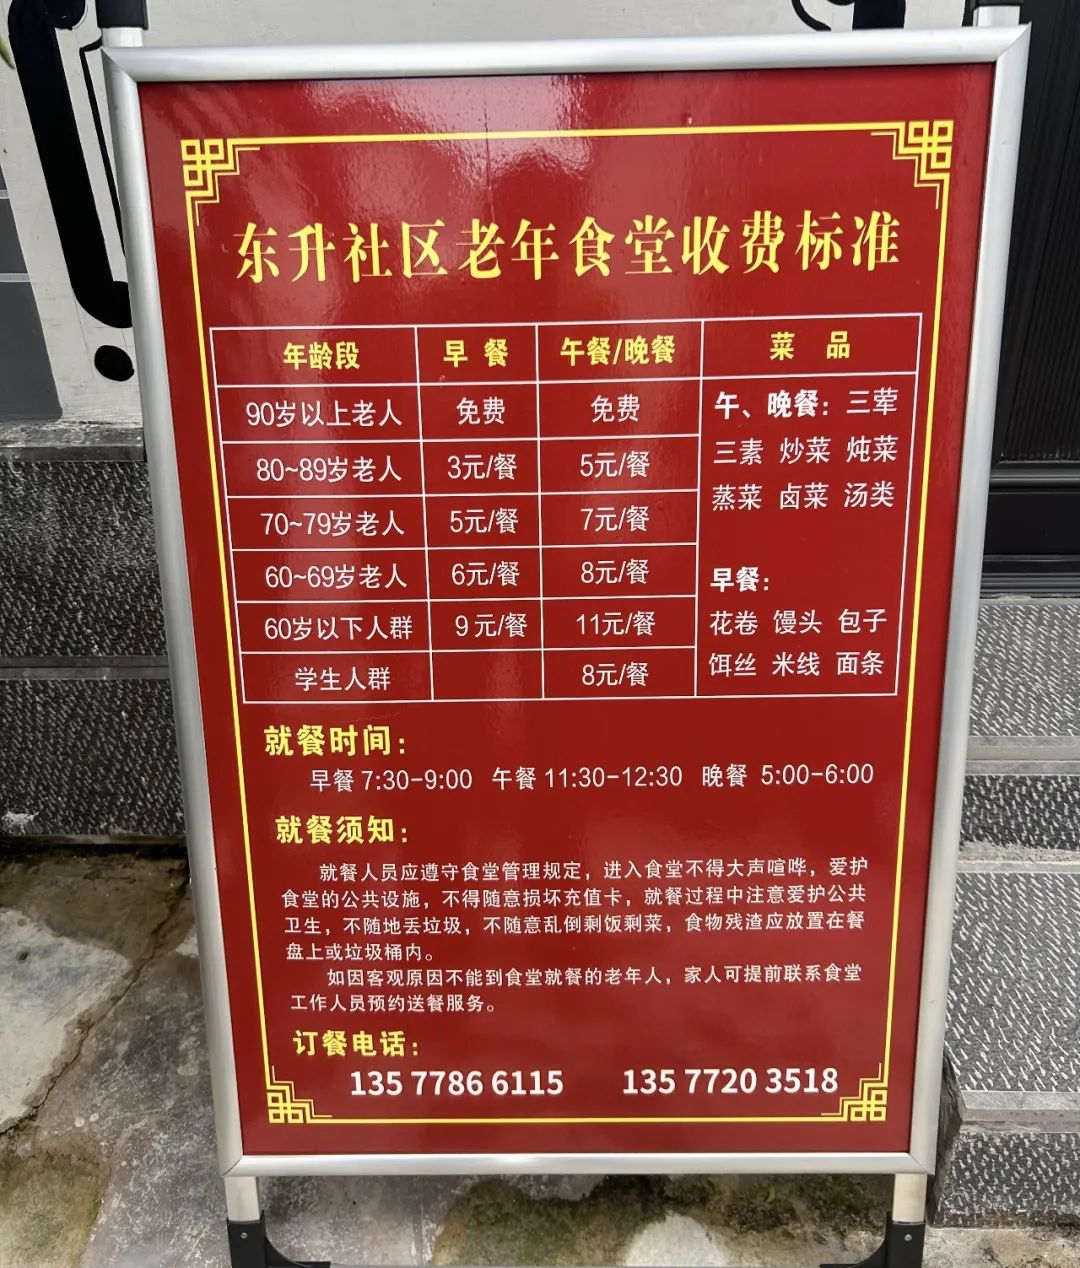 东升社区老年食堂收费标准
年龄段 早 餐 午餐/晚餐 菜 品
90岁以上老人 免费 免费 午、晚餐：三荤
80~89岁老人 3元/餐 5元/餐 三素 炒菜 炖菜
70~79岁老人 5元/餐 7元/餐 蒸菜 卤菜 汤类
60~69岁老人 6元/餐 8元/餐 早餐：
60岁以下人群 9元/餐 11元/餐 花卷 馒头 包子
学生人群 8元/餐 饵丝 米线 面条
就餐时间：
早餐 7:30-9:00 午餐 11:30-12:30 晚餐 5:00-6:00
就餐须知：
就餐人员应遵守食堂管理规定，进入食堂不得大声喧哗，爱护
食堂的公共设施，不得随意损坏充值卡，就餐过程中注意爱护公共
卫生，不随地丢垃圾，不随意乱倒剩饭剩菜，食物残渣应放置在餐
盘上或垃圾桶内。
如因客观原因不能到食堂就餐的老年人，家人可提前联系食堂
工作人员预约送餐服务。
订餐电话：
135 7786 6115 135 7720 3518